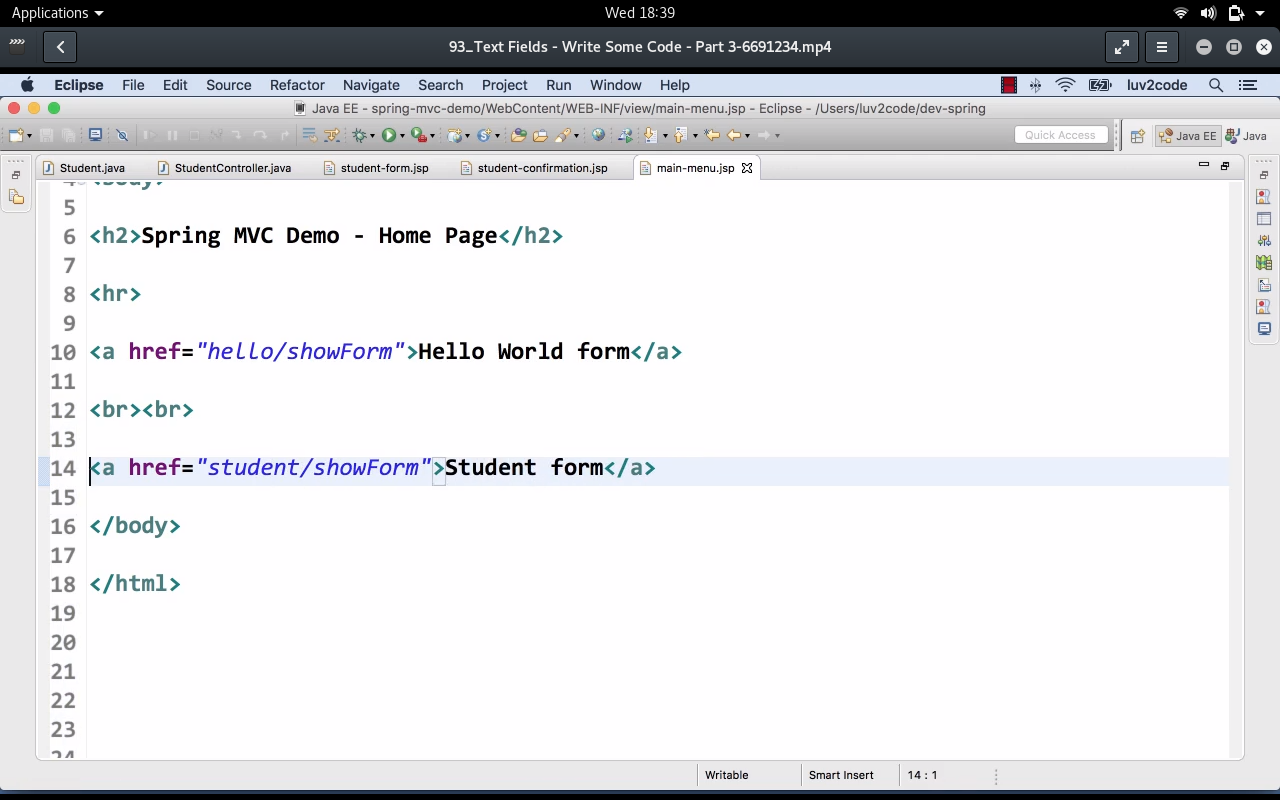 Applications
Wed 18:39
93_Text Fields - Write Some Code - Part 3-6691234.mp4
Eclipse File Edit Source Refactor Navigate Search Project Run Window Help luv2code
Java EE - spring-mvc-demo/WebContent/WEB-INF/view/main-menu.jsp - Eclipse - /Users/luv2code/dev-spring
Quick Access Java EE Java
Student.java StudentController.java student-form.jsp student-confirmation.jsp main-menu.jsp
4 <body>
5
6 <h2>Spring MVC Demo - Home Page</h2>
7
8 <hr>
9
10 <a href="hello/showForm">Hello World form</a>
11
12 <br><br>
13
14 <a href="student/showForm">Student form</a>
15
16 </body>
17
18 </html>
19
20
21
22
23
24
Writable Smart Insert 14 : 1